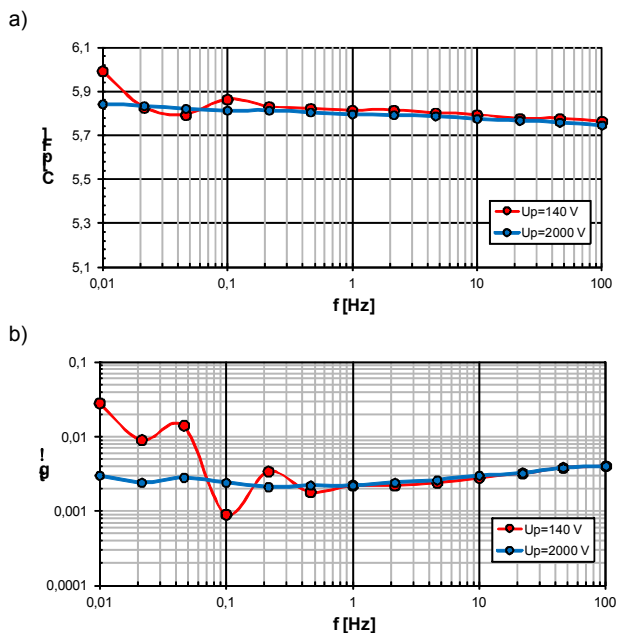 a)
6,1
5,9
5,7
5,5
5,3
5,1
C [pF]
Up=140 V
Up=2000 V
0,01 0,1 1 10 100
f [Hz]
b)
0,1
0,01
0,001
0,0001
tg !
Up=140 V
Up=2000 V
0,01 0,1 1 10 100
f [Hz]